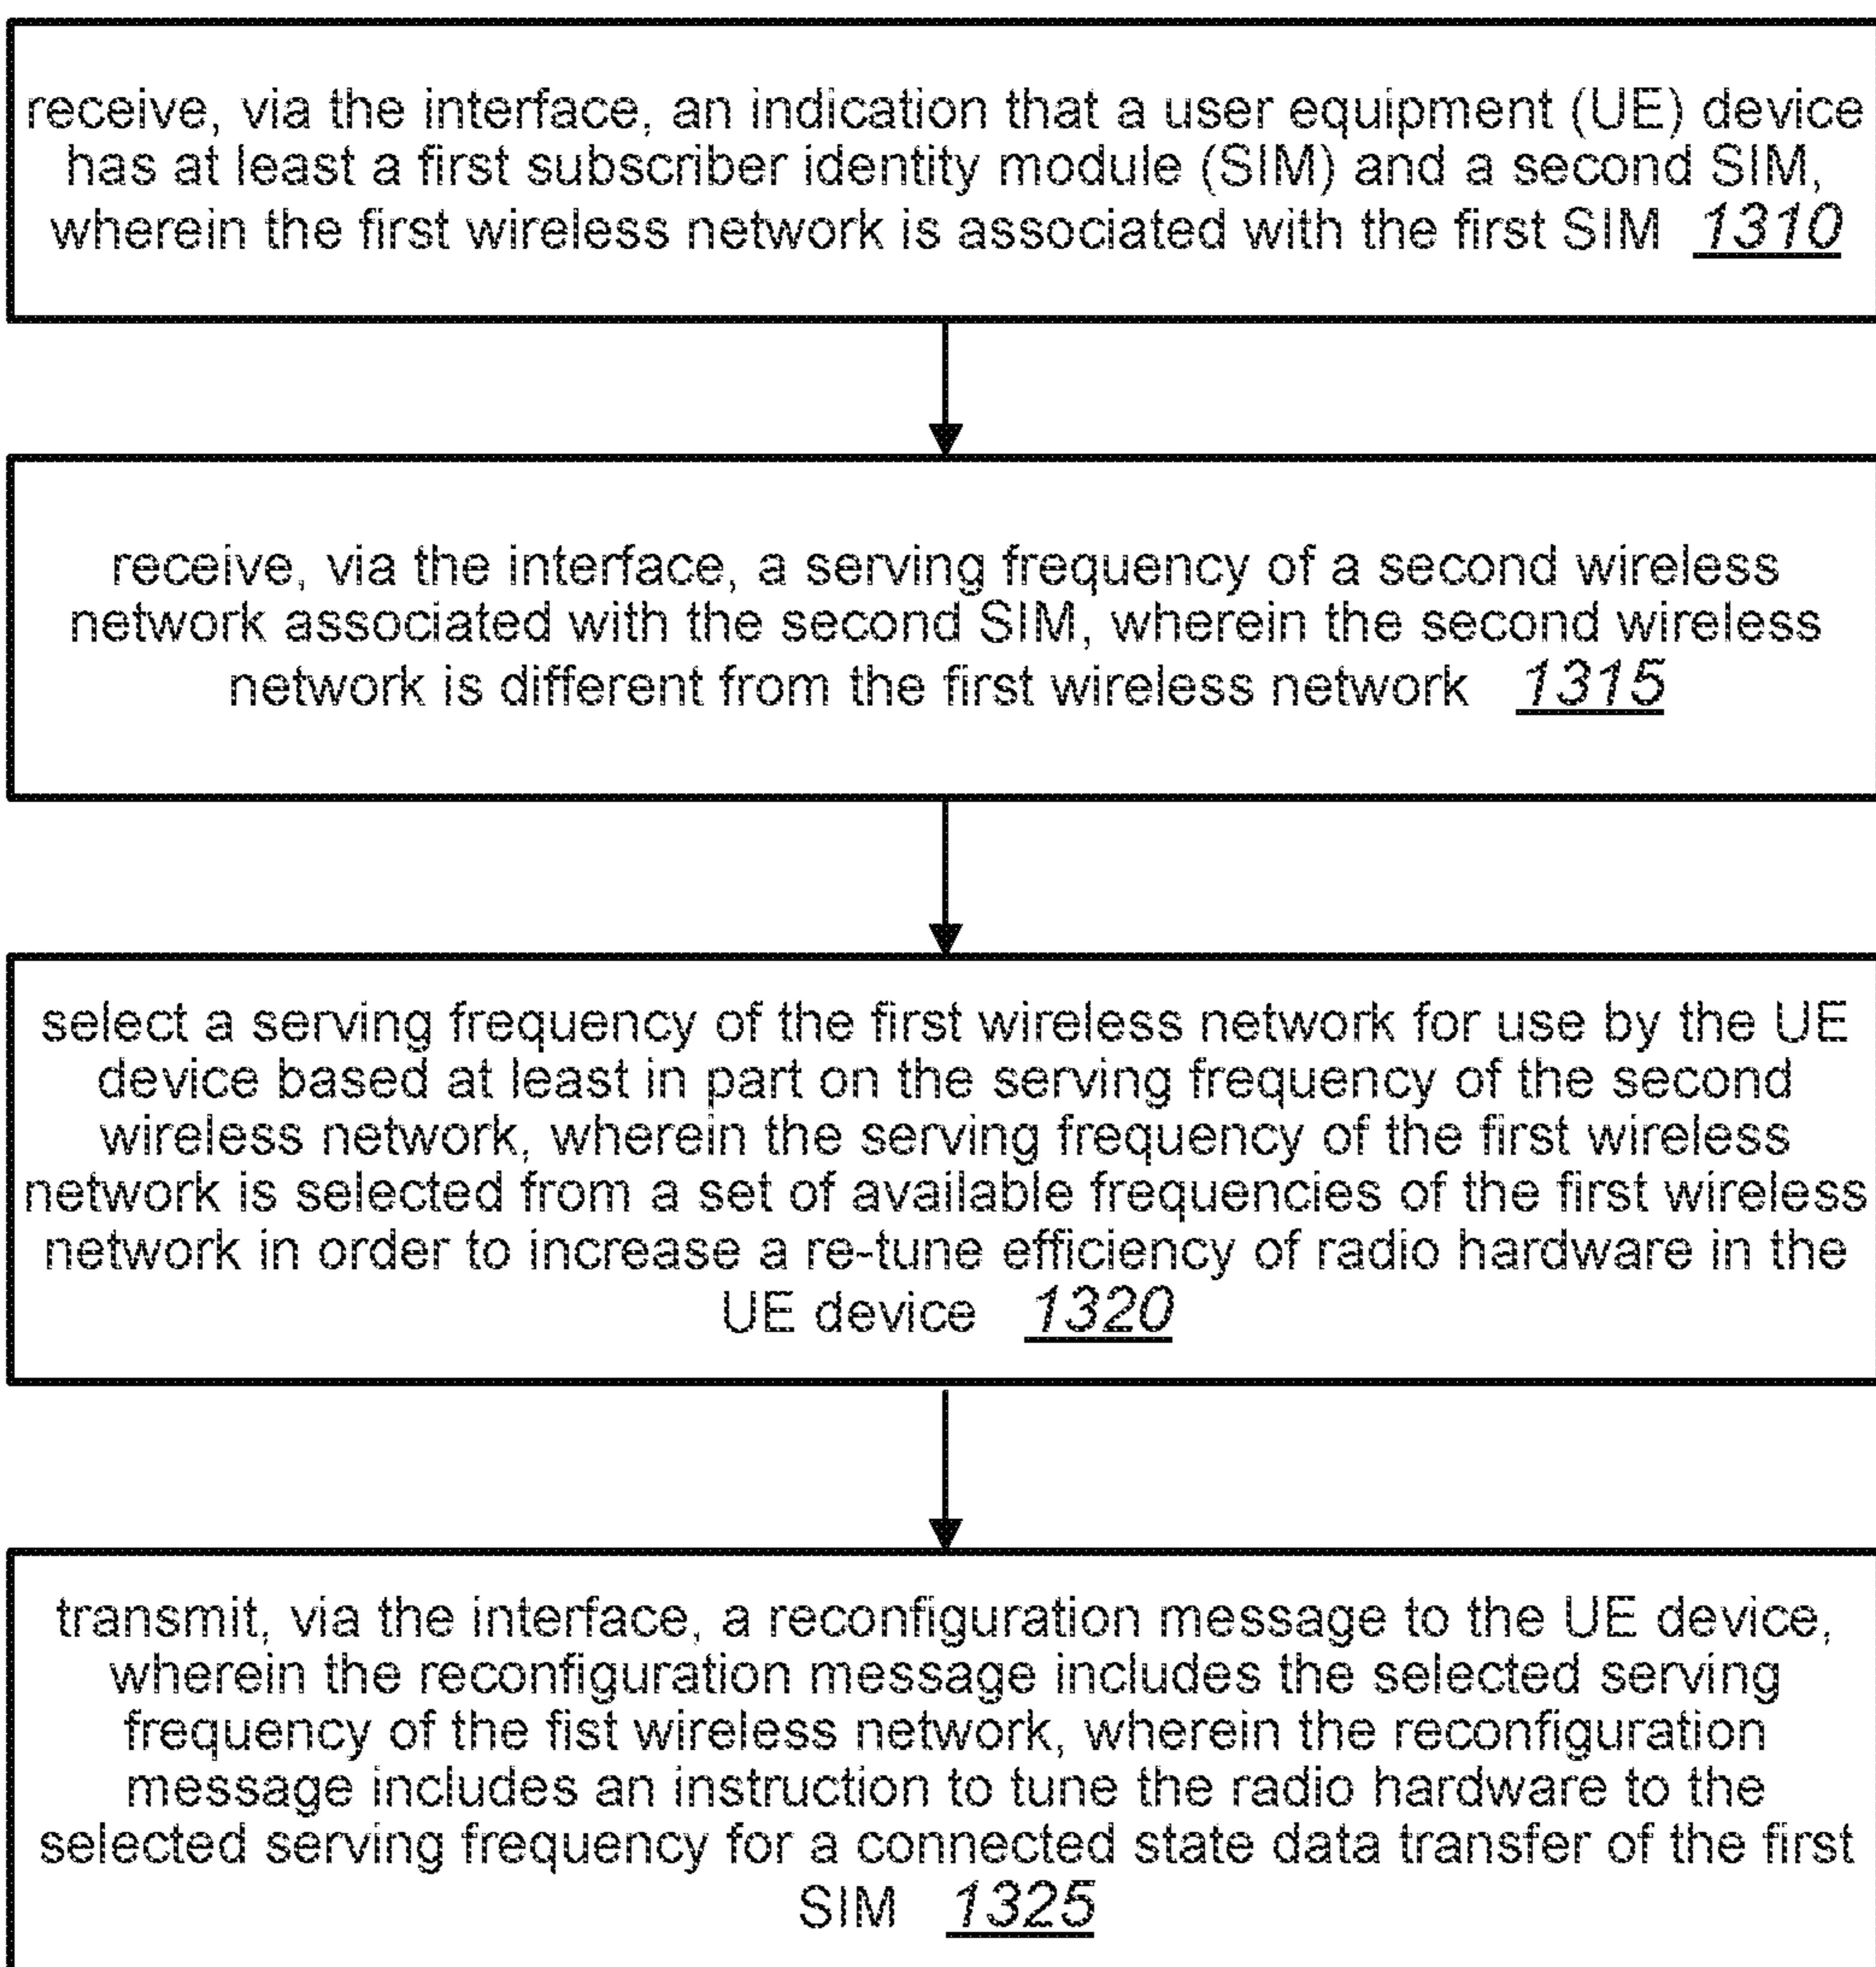 receive, via the interface, an indication that a user equipment (UE) device
has at least a first subscriber identity module (SIM) and a second SIM,
wherein the first wireless network is associated with the first SIM 1310
receive, via the interface, a serving frequency of a second wireless
network associated with the second SIM, wherein the second wireless
network is different from the first wireless network 1315
select a serving frequency of the first wireless network for use by the UE
device based at least in part on the serving frequency of the second
wireless network, wherein the serving frequency of the first wireless
network is selected from a set of available frequencies of the first wireless
network in order to increase a re-tune efficiency of radio hardware in the
UE device 1320
transmit, via the interface, a reconfiguration message to the UE device,
wherein the reconfiguration message includes the selected serving
frequency of the fist wireless network, wherein the reconfiguration
message includes an instruction to tune the radio hardware to the
selected serving frequency for a connected state data transfer of the first
SIM 1325